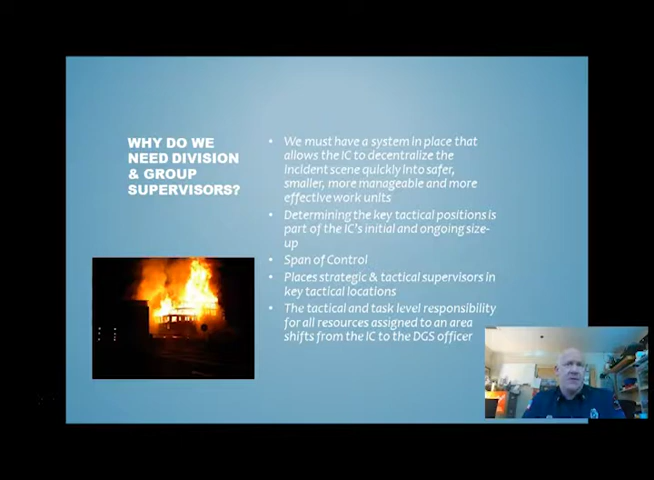 WHY DO WE
NEED DIVISION
& GROUP
SUPERVISORS?
• We must have a system in place that
allows the IC to decentralize the
incident scene quickly into safer,
smaller, more manageable and more
effective work units
• Determining the key tactical positions is
part of the IC's initial and ongoing size-
up
• Span of Control
• Places strategic & tactical supervisors in
key tactical locations
• The tactical and task level responsibility
for all resources assigned to an area
shifts from the IC to the DGS officer